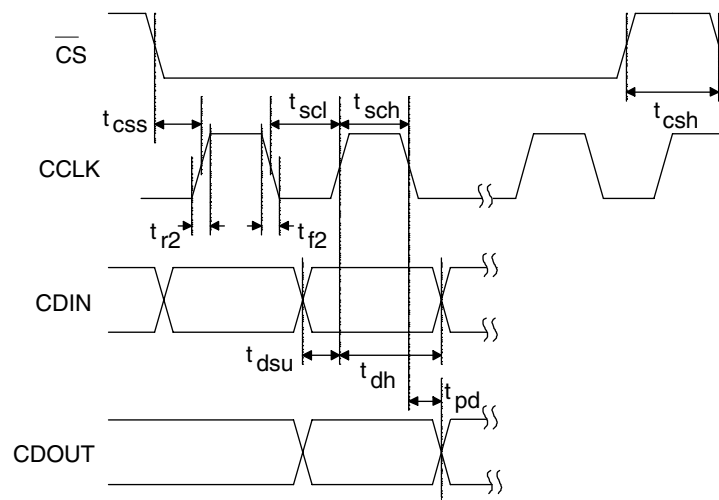 CS
t css
t scl
t sch
t csh
CCLK
t r2
t f2
CDIN
t dsu
t dh
t pd
CDOUT